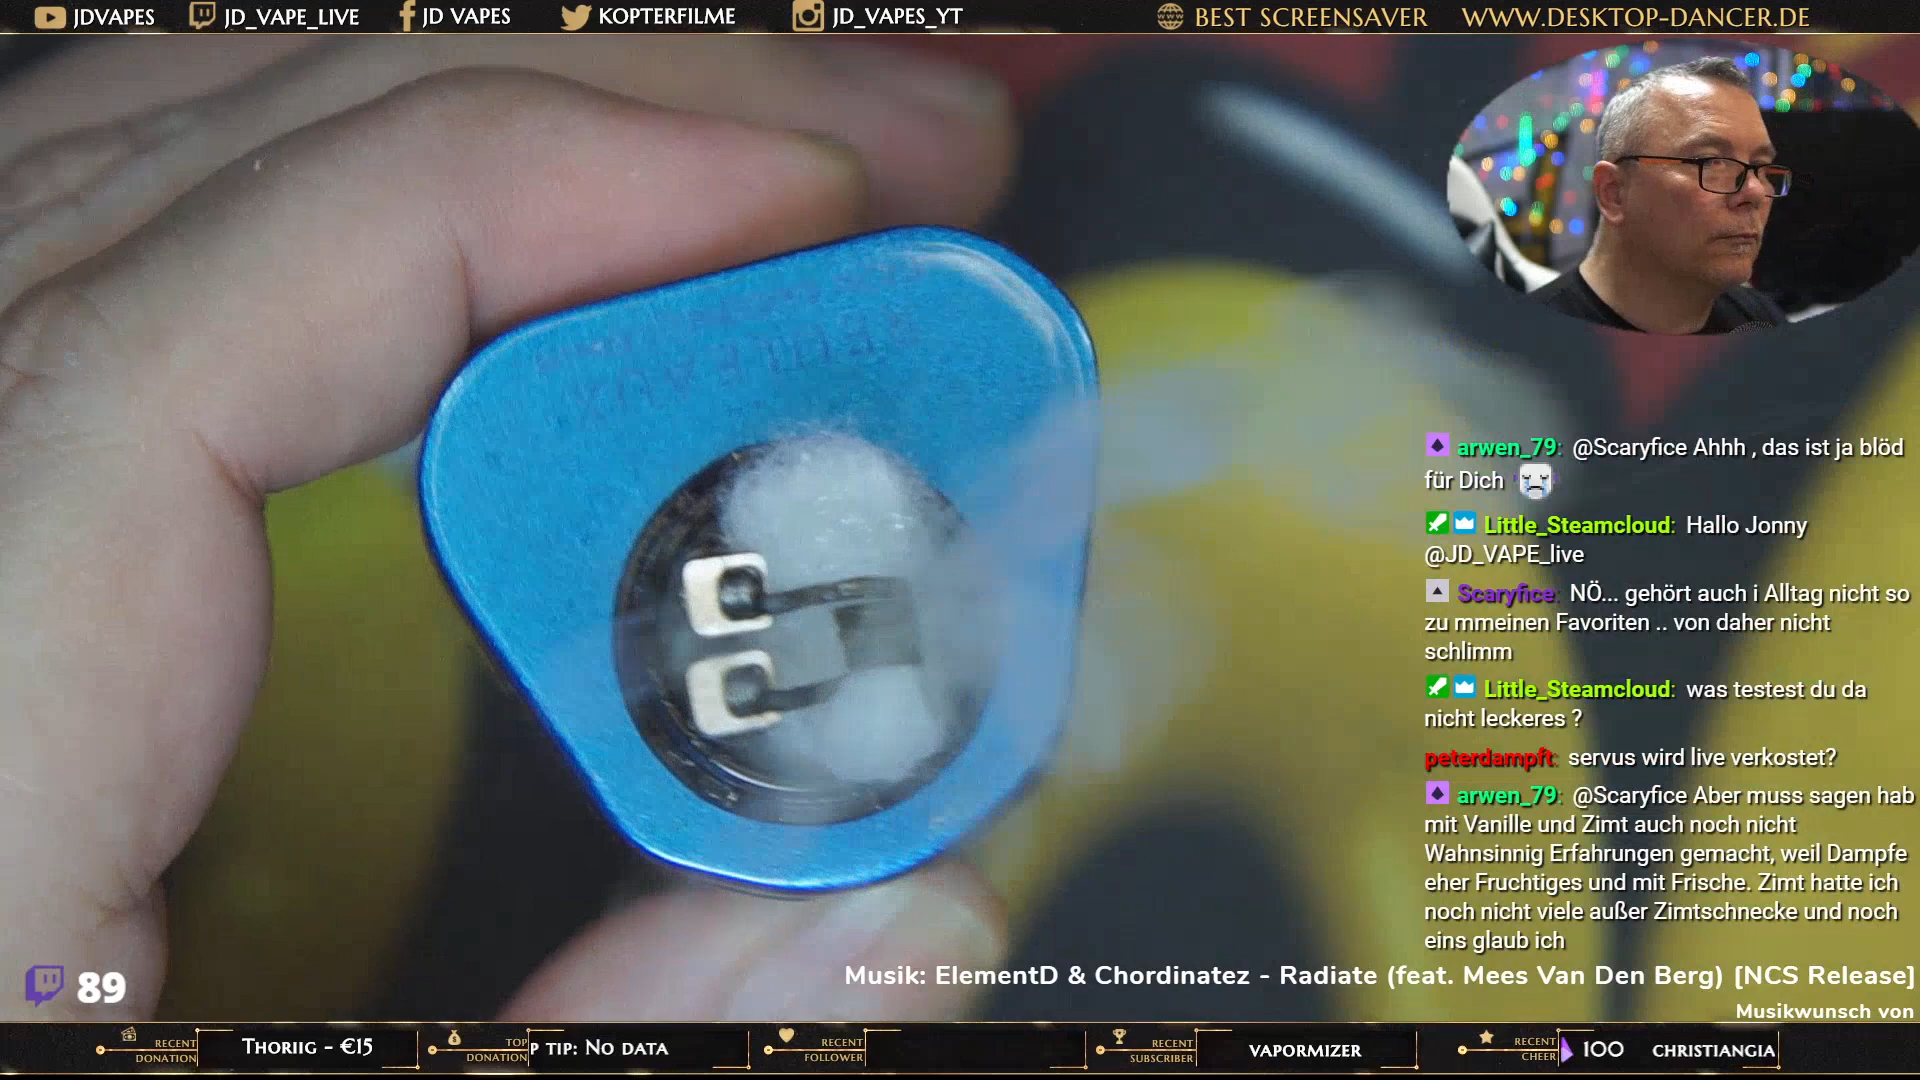 JDVAPES JD_VAPE_LIVE JD VAPES KOPTERFILME JD_VAPES_YT BEST SCREENSAVER WWW.DESKTOP-DANCER.DE
arwen_79: @Scaryfice Ahhh , das ist ja blöd
für Dich
Little_Steamcloud: Hallo Jonny
@JD_VAPE_live
Scaryfice: NÖ... gehört auch i Alltag nicht so
zu mmeinen Favoriten .. von daher nicht
schlimm
Little_Steamcloud: was testest du da
nicht leckeres ?
peterdampft: servus wird live verkostet?
arwen_79: @Scaryfice Aber muss sagen hab
mit Vanille und Zimt auch noch nicht
Wahnsinnig Erfahrungen gemacht, weil Dampfe
eher Fruchtiges und mit Frische. Zimt hatte ich
noch nicht viele außer Zimtschnecke und noch
eins glaub ich
89
Musik: ElementD & Chordinatez - Radiate (feat. Mees Van Den Berg) [NCS Release]
Musikwunsch von
RECENT DONATION THORIIG - €15
TOP DONATION P TIP: NO DATA
RECENT FOLLOWER
RECENT SUBSCRIBER VAPORMIZER
RECENT CHEER 100 CHRISTIANGIA